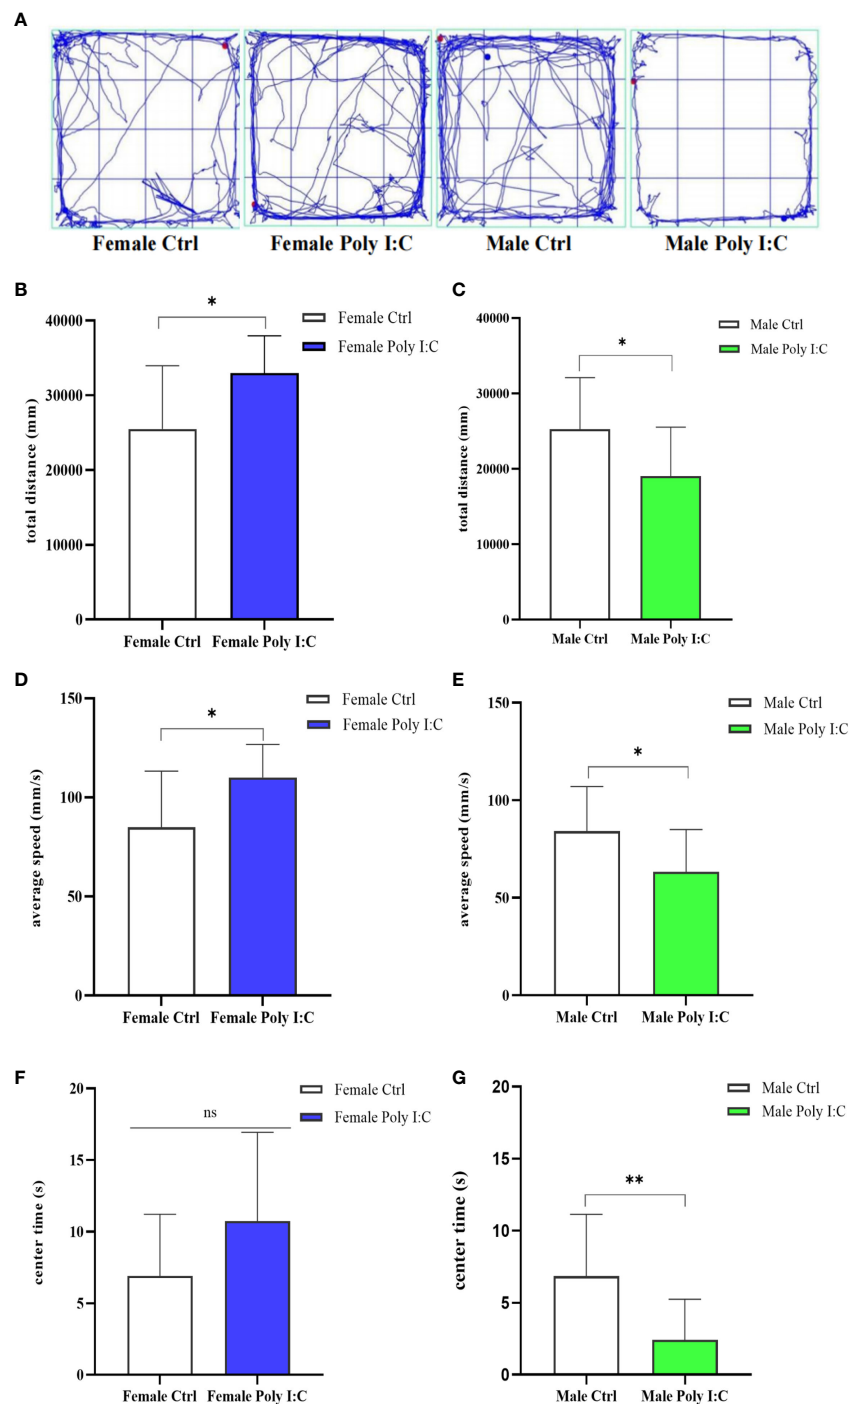 A
Female Ctrl Female Poly I:C Male Ctrl Male Poly I:C
B
*
Female Ctrl
Female Poly I:C
40000
30000
20000
10000
0
total distance (mm)
Female Ctrl Female Poly I:C
C
*
Male Ctrl
Male Poly I:C
40000
30000
20000
10000
0
total distance (mm)
Male Ctrl Male Poly I:C
D
*
Female Ctrl
Female Poly I:C
150
100
50
0
average speed (mm/s)
Female Ctrl Female Poly I:C
E
*
Male Ctrl
Male Poly I:C
150
100
50
0
average speed (mm/s)
Male Ctrl Male Poly I:C
F
ns
Female Ctrl
Female Poly I:C
20
15
10
5
0
center time (s)
Female Ctrl Female Poly I:C
G
**
Male Ctrl
Male Poly I:C
20
15
10
5
0
center time (s)
Male Ctrl Male Poly I:C